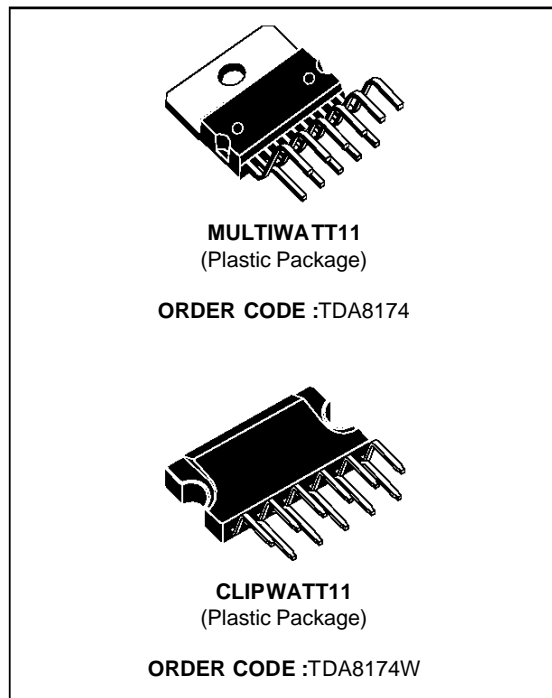 MULTIWATT11
(Plastic Package)
ORDER CODE :TDA8174
CLIPWATT11
(Plastic Package)
ORDER CODE :TDA8174W